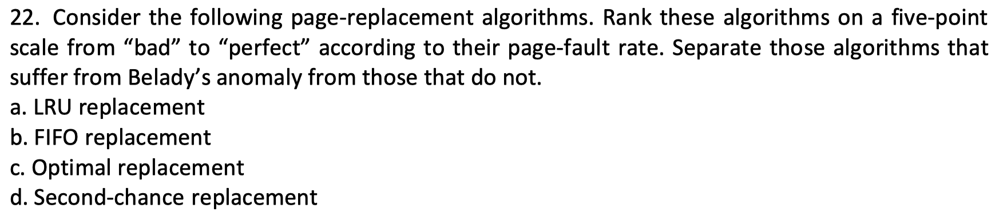 22. Consider the following page-replacement algorithms. Rank these algorithms on a five-point
scale from “bad” to “perfect” according to their page-fault rate. Separate those algorithms that
suffer from Belady’s anomaly from those that do not.
a. LRU replacement
b. FIFO replacement
c. Optimal replacement
d. Second-chance replacement